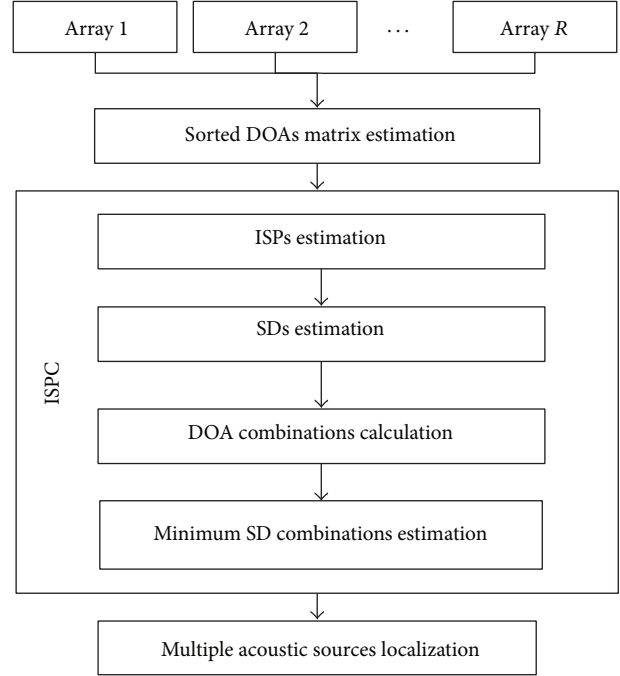 Array 1
Array 2
...
Array R
Sorted DOAs matrix estimation
ISPC
ISPs estimation
SDs estimation
DOA combinations calculation
Minimum SD combinations estimation
Multiple acoustic sources localization